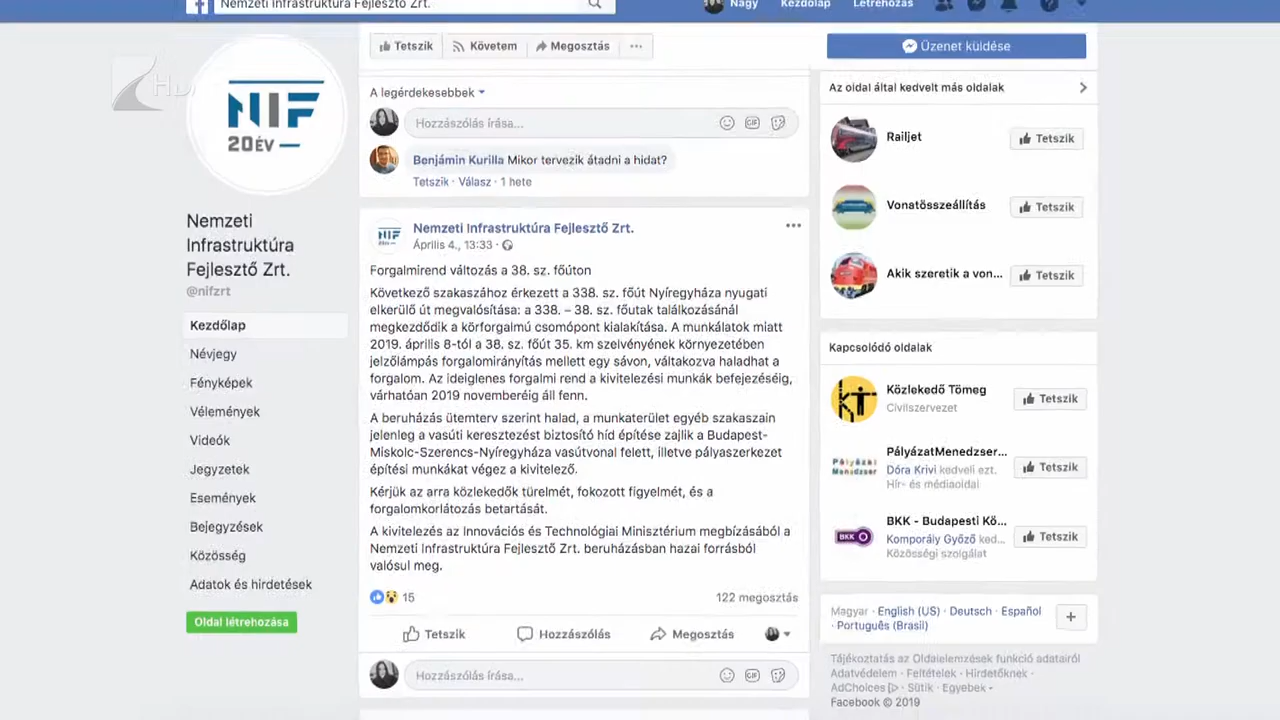 Nemzeti Infrastruktúra Fejlesztő Zrt.
Nagy
Kezdőlap
Létrehozás
HD
NIF
20 ÉV
Nemzeti
Infrastruktúra
Fejlesztő Zrt.
@nifzrt
Kezdőlap
Névjegy
Fényképek
Vélemények
Videók
Jegyzetek
Események
Bejegyzések
Közösség
Adatok és hirdetések
Oldal létrehozása
Tetszik
Követem
Megosztás
A legérdekesebbek
Hozzászólás írása...
GIF
Benjámin Kurilla Mikor tervezik átadni a hidat?
Tetszik · Válasz · 1 hete
NIF
Nemzeti Infrastruktúra Fejlesztő Zrt.
Április 4., 13:33 ·
Forgalmirend változás a 38. sz. főúton
Következő szakaszához érkezett a 338. sz. főút Nyíregyháza nyugati
elkerülő út megvalósítása: a 338. – 38. sz. főutak találkozásánál
megkezdődik a körforgalmú csomópont kialakítása. A munkálatok miatt
2019. április 8-tól a 38. sz. főút 35. km szelvényének környezetében
jelzőlámpás forgalomirányítás mellett egy sávon, váltakozva haladhat a
forgalom. Az ideiglenes forgalmi rend a kivitelezési munkák befejezéséig,
várhatóan 2019 novemberéig áll fenn.
A beruházás ütemterv szerint halad, a munkaterület egyéb szakaszain
jelenleg a vasúti keresztezést biztosító híd építése zajlik a Budapest-
Miskolc-Szerencs-Nyíregyháza vasútvonal felett, illetve pályaszerkezet
építési munkákat végez a kivitelező.
Kérjük az arra közlekedők türelmét, fokozott figyelmét, és a
forgalomkorlátozás betartását.
A kivitelezés az Innovációs és Technológiai Minisztérium megbízásából a
Nemzeti Infrastruktúra Fejlesztő Zrt. beruházásban hazai forrásból
valósul meg.
15
122 megosztás
Tetszik
Hozzászólás
Megosztás
Hozzászólás írása...
GIF
Üzenet küldése
Az oldal által kedvelt más oldalak
Railjet
Tetszik
Vonatösszeállítás
Tetszik
Akik szeretik a von...
Tetszik
Kapcsolódó oldalak
Közlekedő Tömeg
Civilszervezet
Tetszik
Pályázat
Menedzser
PályázatMenedzser...
Dóra Krivi kedveli ezt.
Hír- és médiaoldal
Tetszik
BKK
BKK - Budapesti Kö...
Komporály Győző ked...
Közösségi szolgálat
Tetszik
Magyar · English (US) · Deutsch · Español
· Português (Brasil)
Tájékoztatás az Oldalelemzések funkció adatairól
Adatvédelem · Feltételek · Hirdetőknek ·
AdChoices · Sütik · Egyebek
Facebook © 2019